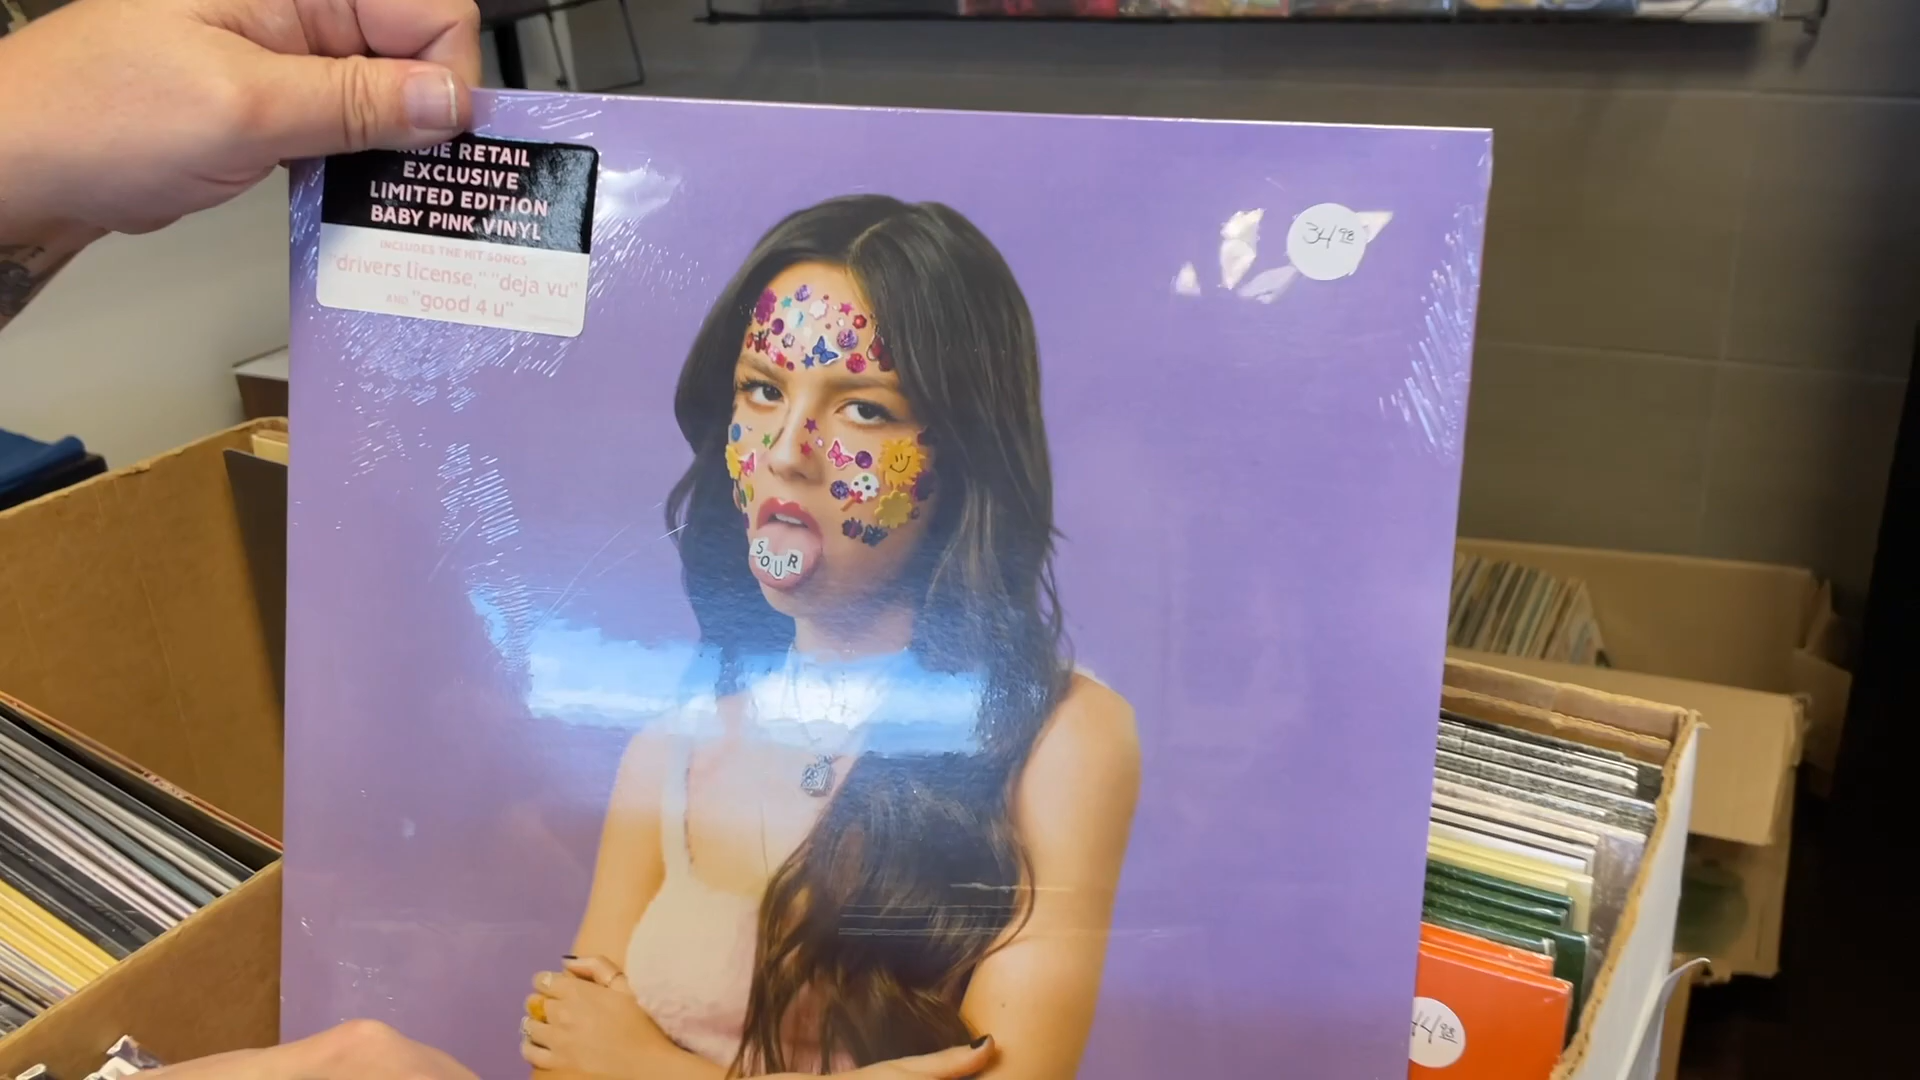 INDIE RETAIL
EXCLUSIVE
LIMITED EDITION
BABY PINK VINYL
INCLUDES THE HIT SONGS
"drivers license," "deja vu"
AND "good 4 u"
34 98
SOUR